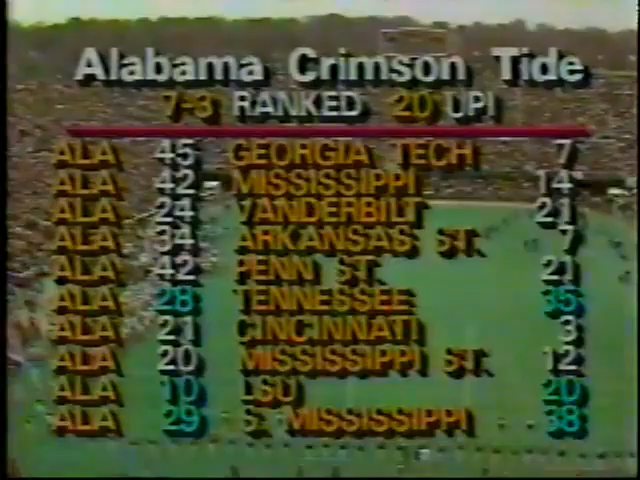 Alabama Crimson Tide
7-3 RANKED 20 UPI
ALA 45 GEORGIA TECH 7
ALA 42 MISSISSIPPI 14
ALA 24 VANDERBILT 21
ALA 34 ARKANSAS ST. 7
ALA 42 PENN ST. 21
ALA 28 TENNESSEE 35
ALA 21 CINCINNATI 3
ALA 20 MISSISSIPPI ST. 12
ALA 10 LSU 20
ALA 29 S. MISSISSIPPI 38